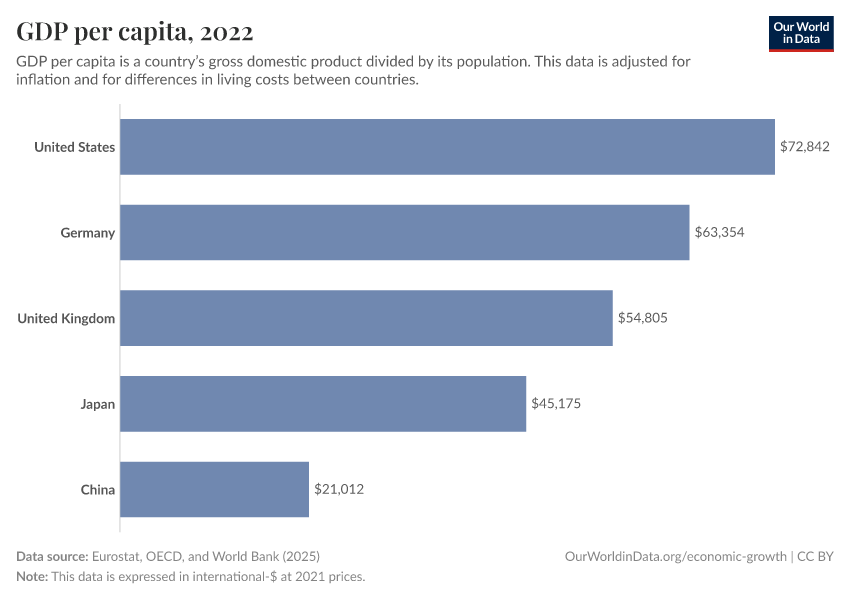 GDP per capita, 2022
Our World
in Data
GDP per capita is a country's gross domestic product divided by its population. This data is adjusted for
inflation and for differences in living costs between countries.
United States $72,842
Germany $63,354
United Kingdom $54,805
Japan $45,175
China $21,012
Data source: Eurostat, OECD, and World Bank (2025)
OurWorldinData.org/economic-growth | CC BY
Note: This data is expressed in international-$ at 2021 prices.